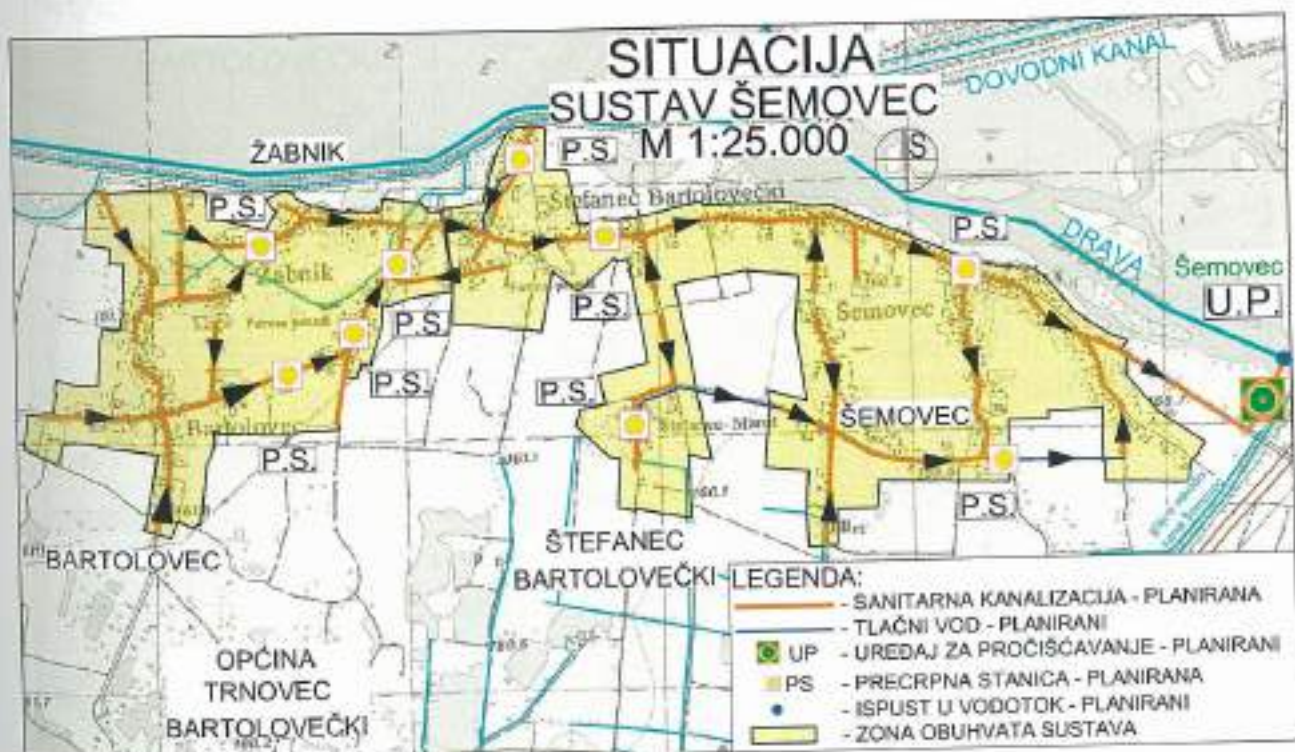 SITUACIJA
SUSTAV ŠEMOVEC
M 1:25.000
DOVODNI KANAL
ŽABNIK
P.S.
S
Štefaneč Bartolovečki
P.S.
P.S.
DRAVA
Šemovec
U.P.
Žabnik
P.S.
P.S.
Šemovec
P.S.
P.S.
ŠEMOVEC
Bartolovec
P.S.
P.S.
BARTOLOVEC
ŠTEFANEC
BARTOLOVEČKI
OPĆINA
TRNOVEC
BARTOLOVEČKI
LEGENDA:
- SANITARNA KANALIZACIJA - PLANIRANA
- TLAČNI VOD - PLANIRANI
UP - UREĐAJ ZA PROČIŠĆAVANJE - PLANIRANI
PS - PRECRPNA STANICA - PLANIRANA
- ISPUST U VODOTOK - PLANIRANI
- ZONA OBUHVATA SUSTAVA